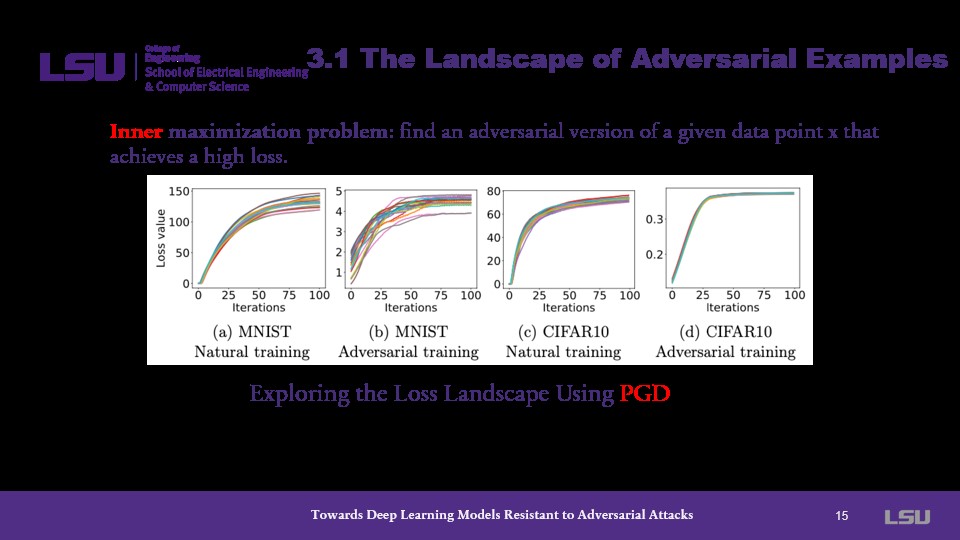 LSU
College of
Engineering
School of Electrical Engineering
& Computer Science
3.1 The Landscape of Adversarial Examples
Inner maximization problem: find an adversarial version of a given data point x that
achieves a high loss.
Loss value
150
100
50
0
0 25 50 75 100
Iterations
(a) MNIST
Natural training
5
4
3
2
1
0 25 50 75 100
Iterations
(b) MNIST
Adversarial training
80
60
40
20
0
0 25 50 75 100
Iterations
(c) CIFAR10
Natural training
0.3
0.2
0 25 50 75 100
Iterations
(d) CIFAR10
Adversarial training
Exploring the Loss Landscape Using PGD
Towards Deep Learning Models Resistant to Adversarial Attacks
15
LSU